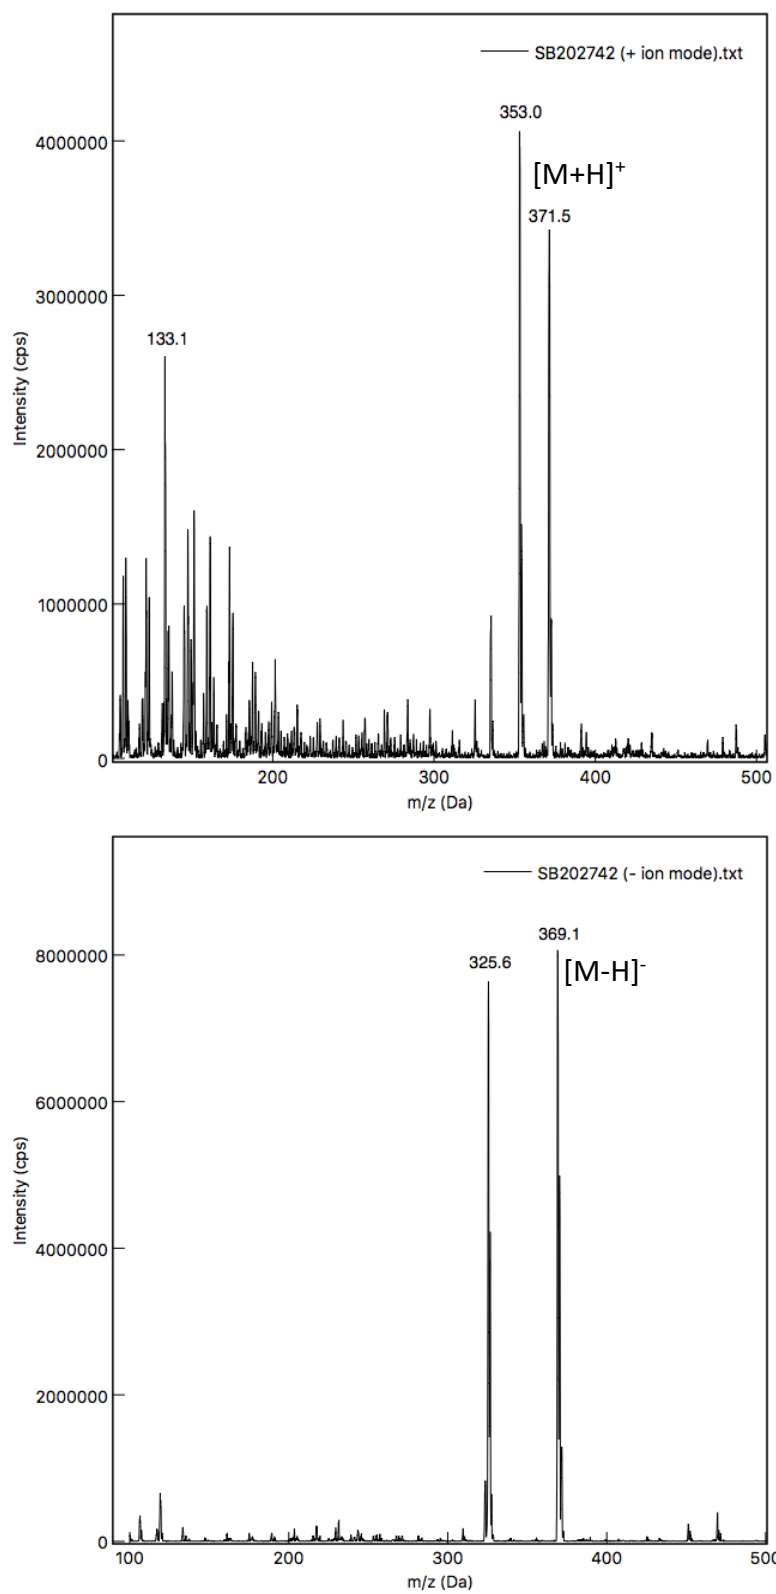 SB202742 (+ ion mode).txt
353.0
4000000
[M+H]+
371.5
3000000
133.1
Intensity (cps)
2000000
1000000
0
200 300 400 500
m/z (Da)
SB202742 (- ion mode).txt
369.1
325.6
[M-H]-
8000000
6000000
Intensity (cps)
4000000
2000000
0
100 200 300 400 500
m/z (Da)